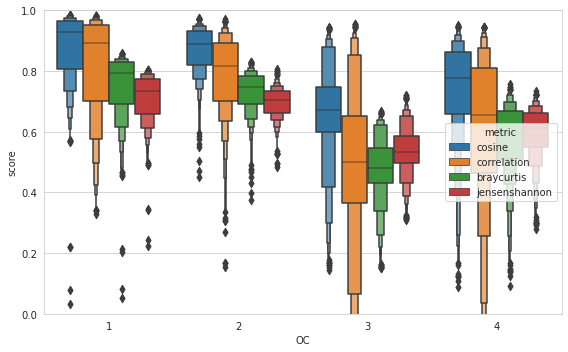 1.0
0.8
0.6
0.4
0.2
0.0
score
1
2
3
4
OC
metric
cosine
correlation
braycurtis
jensenshannon